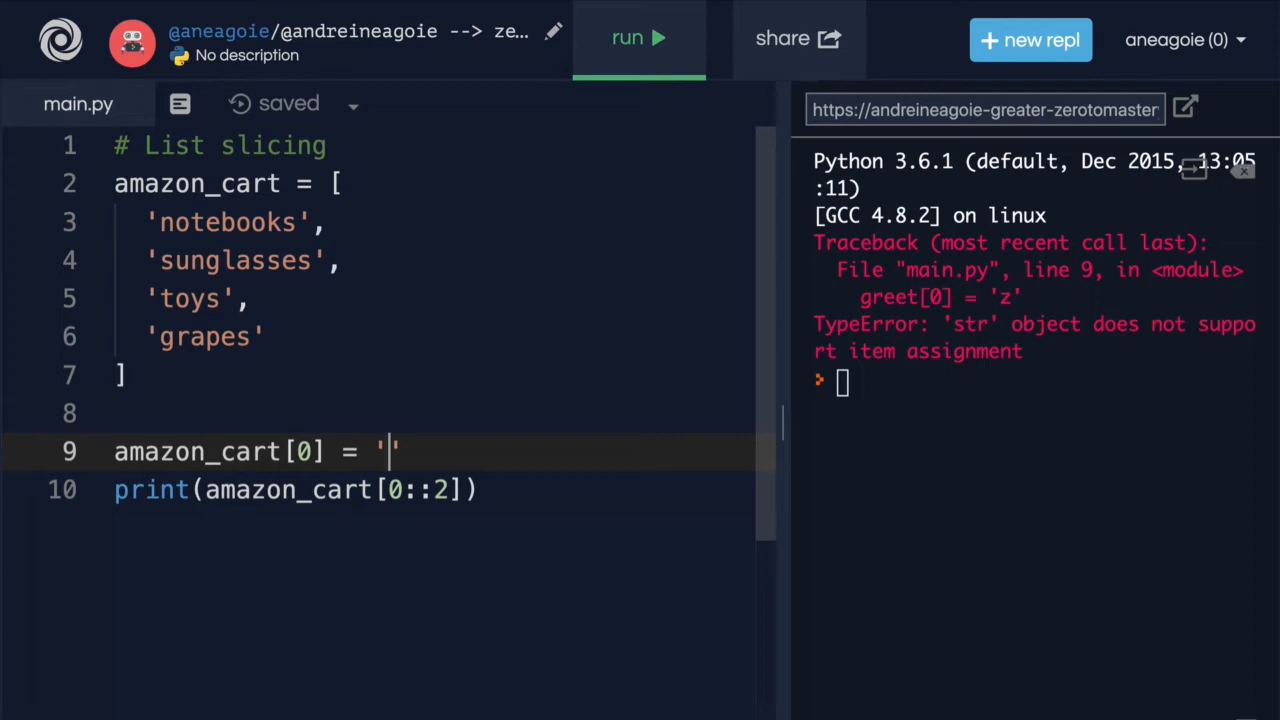 @aneagoie/@andreineagoie --> ze...
No description
run
share
+ new repl
aneagoie (0)
main.py
saved
https://andreineagoie-greater-zerotomaster
1 # List slicing
2 amazon_cart = [
3 'notebooks',
4 'sunglasses',
5 'toys',
6 'grapes'
7 ]
8
9 amazon_cart[0] = ''
10 print(amazon_cart[0::2])
Python 3.6.1 (default, Dec 2015, 13:05
:11)
[GCC 4.8.2] on linux
Traceback (most recent call last):
File "main.py", line 9, in <module>
greet[0] = 'z'
TypeError: 'str' object does not suppo
rt item assignment
>